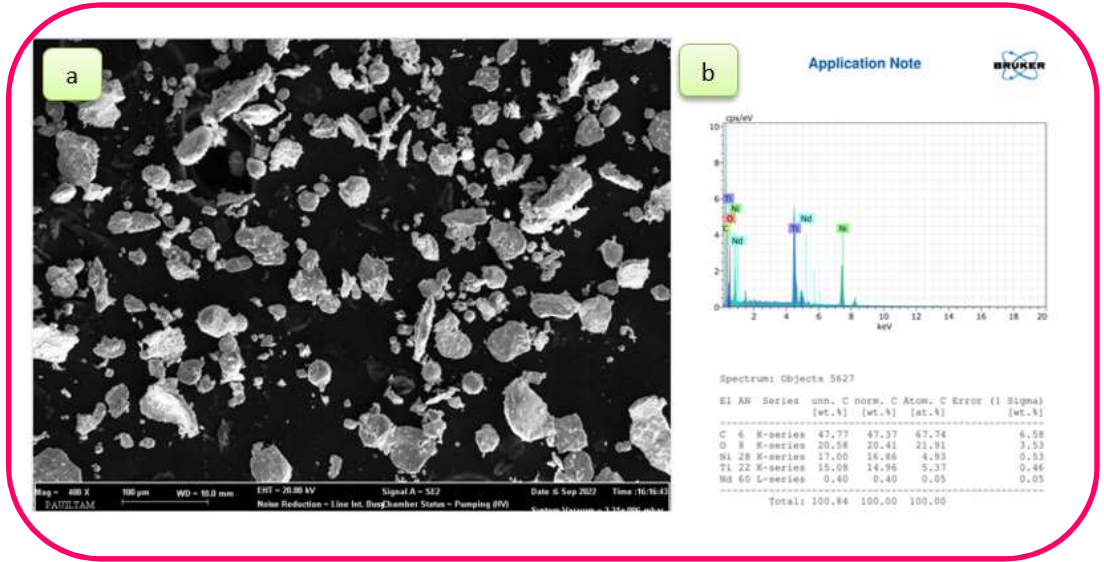 a
Mag = 400 X
100 µm
WD = 10.0 mm
EHT = 20.00 kV
Signal A = SE2
Date :6 Sep 2022
Time :16:16:43
PAUILTAM
Noise Reduction = Line Int. Busy
Chamber Status = Pumping (HV)
System Vacuum =
b
Application Note
BRUKER
cps/eV
10
8
6
4
2
0
Ti
Ni
O
C
Nd
Ti
Nd
Ni
2 4 6 8 10 12 14 16 18 20
keV
Spectrum: Objects 5627
El AN Series unn. C norm. C Atom. C Error (1 Sigma)
[wt.%] [wt.%] [at.%] [wt.%]
C 6 K-series 47.77 47.37 67.74 6.58
O 8 K-series 20.58 20.41 21.91 3.53
Ni 28 K-series 17.00 16.86 4.93 0.53
Ti 22 K-series 15.08 14.96 5.37 0.46
Nd 60 L-series 0.40 0.40 0.05 0.05
Total: 100.84 100.00 100.00